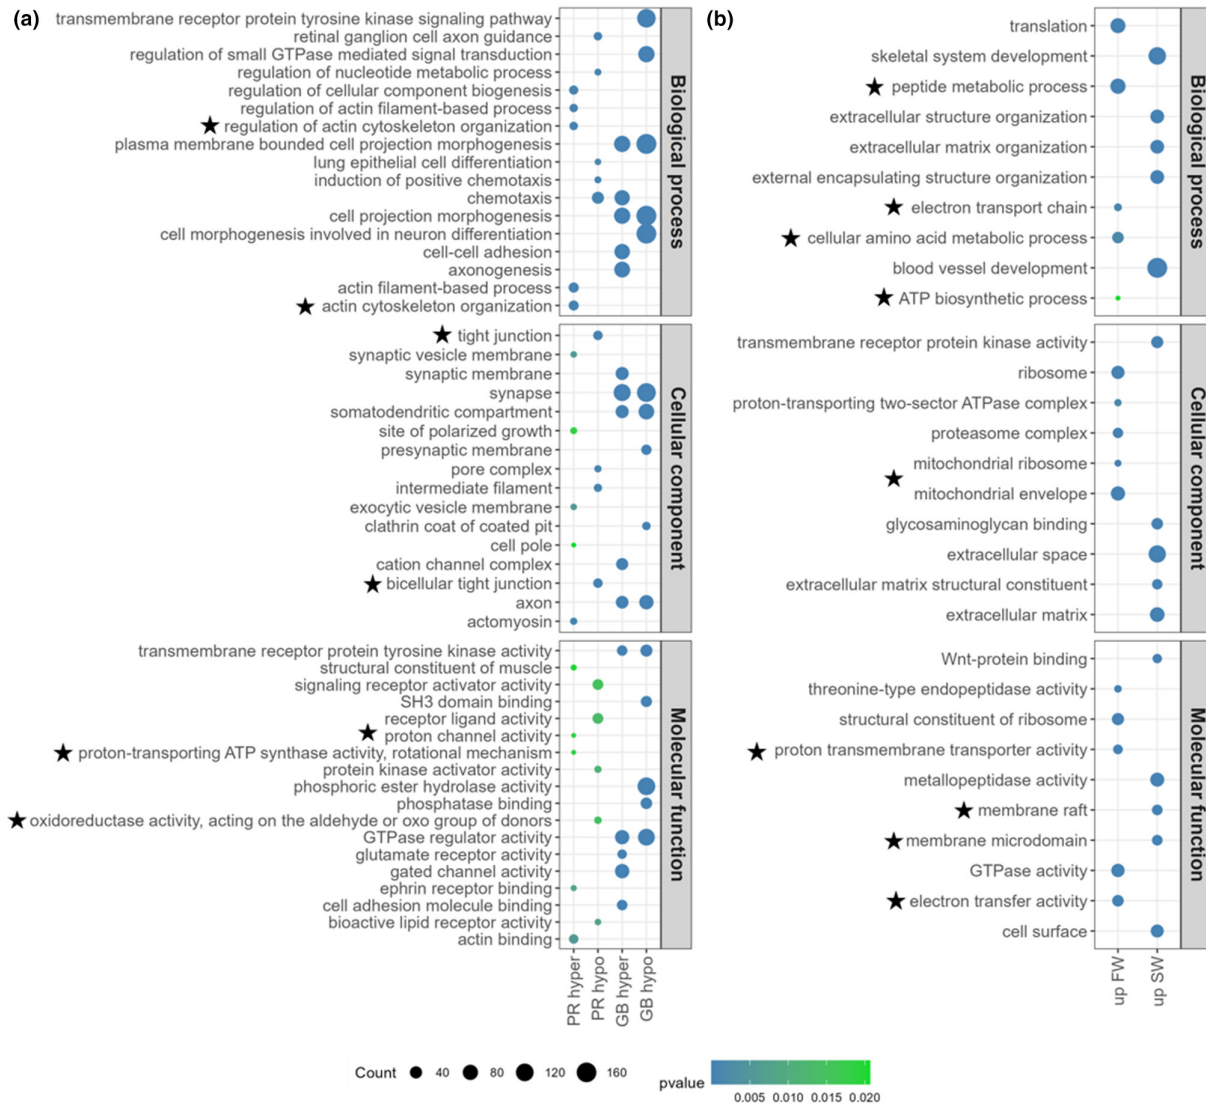 (a)
transmembrane receptor protein tyrosine kinase signaling pathway
retinal ganglion cell axon guidance
regulation of small GTPase mediated signal transduction
regulation of nucleotide metabolic process
regulation of cellular component biogenesis
regulation of actin filament-based process
regulation of actin cytoskeleton organization
plasma membrane bounded cell projection morphogenesis
lung epithelial cell differentiation
induction of positive chemotaxis
chemotaxis
cell projection morphogenesis
cell morphogenesis involved in neuron differentiation
cell-cell adhesion
axonogenesis
actin filament-based process
actin cytoskeleton organization
Biological process
tight junction
synaptic vesicle membrane
synaptic membrane
synapse
somatodendritic compartment
site of polarized growth
presynaptic membrane
pore complex
intermediate filament
exocytic vesicle membrane
clathrin coat of coated pit
cell pole
cation channel complex
bicellular tight junction
axon
actomyosin
Cellular component
transmembrane receptor protein tyrosine kinase activity
structural constituent of muscle
signaling receptor activator activity
SH3 domain binding
receptor ligand activity
proton channel activity
proton-transporting ATP synthase activity, rotational mechanism
protein kinase activator activity
phosphoric ester hydrolase activity
phosphatase binding
oxidoreductase activity, acting on the aldehyde or oxo group of donors
GTPase regulator activity
glutamate receptor activity
gated channel activity
ephrin receptor binding
cell adhesion molecule binding
bioactive lipid receptor activity
actin binding
Molecular function
PR hyper
PR hypo
GB hyper
GB hypo
(b)
translation
skeletal system development
peptide metabolic process
extracellular structure organization
extracellular matrix organization
external encapsulating structure organization
electron transport chain
cellular amino acid metabolic process
blood vessel development
ATP biosynthetic process
Biological process
transmembrane receptor protein kinase activity
ribosome
proton-transporting two-sector ATPase complex
proteasome complex
mitochondrial ribosome
mitochondrial envelope
glycosaminoglycan binding
extracellular space
extracellular matrix structural constituent
extracellular matrix
Cellular component
Wnt-protein binding
threonine-type endopeptidase activity
structural constituent of ribosome
proton transmembrane transporter activity
metallopeptidase activity
membrane raft
membrane microdomain
GTPase activity
electron transfer activity
cell surface
Molecular function
up FW
up SW
Count 40 80 120 160
pvalue
0.005 0.010 0.015 0.020